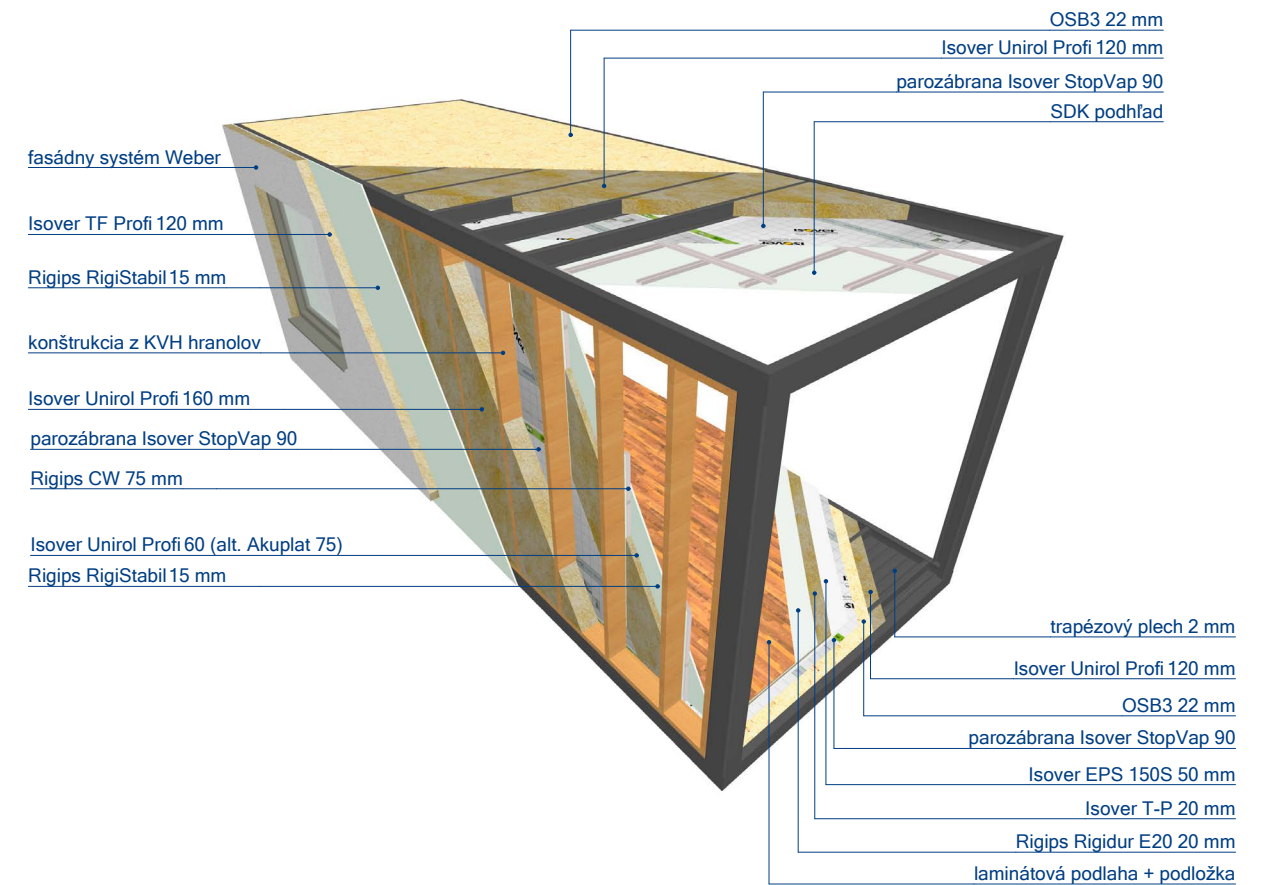 OSB3 22 mm
Isover Unirol Profi 120 mm
parozábrana Isover StopVap 90
SDK podhľad
fasádny systém Weber
Isover TF Profi 120 mm
Rigips RigiStabil 15 mm
konštrukcia z KVH hranolov
Isover Unirol Profi 160 mm
parozábrana Isover StopVap 90
Rigips CW 75 mm
Isover Unirol Profi 60 (alt. Akuplat 75)
Rigips RigiStabil 15 mm
trapézový plech 2 mm
Isover Unirol Profi 120 mm
OSB3 22 mm
parozábrana Isover StopVap 90
Isover EPS 150S 50 mm
Isover T-P 20 mm
Rigips Rigidur E20 20 mm
laminátová podlaha + podložka
isover
isover